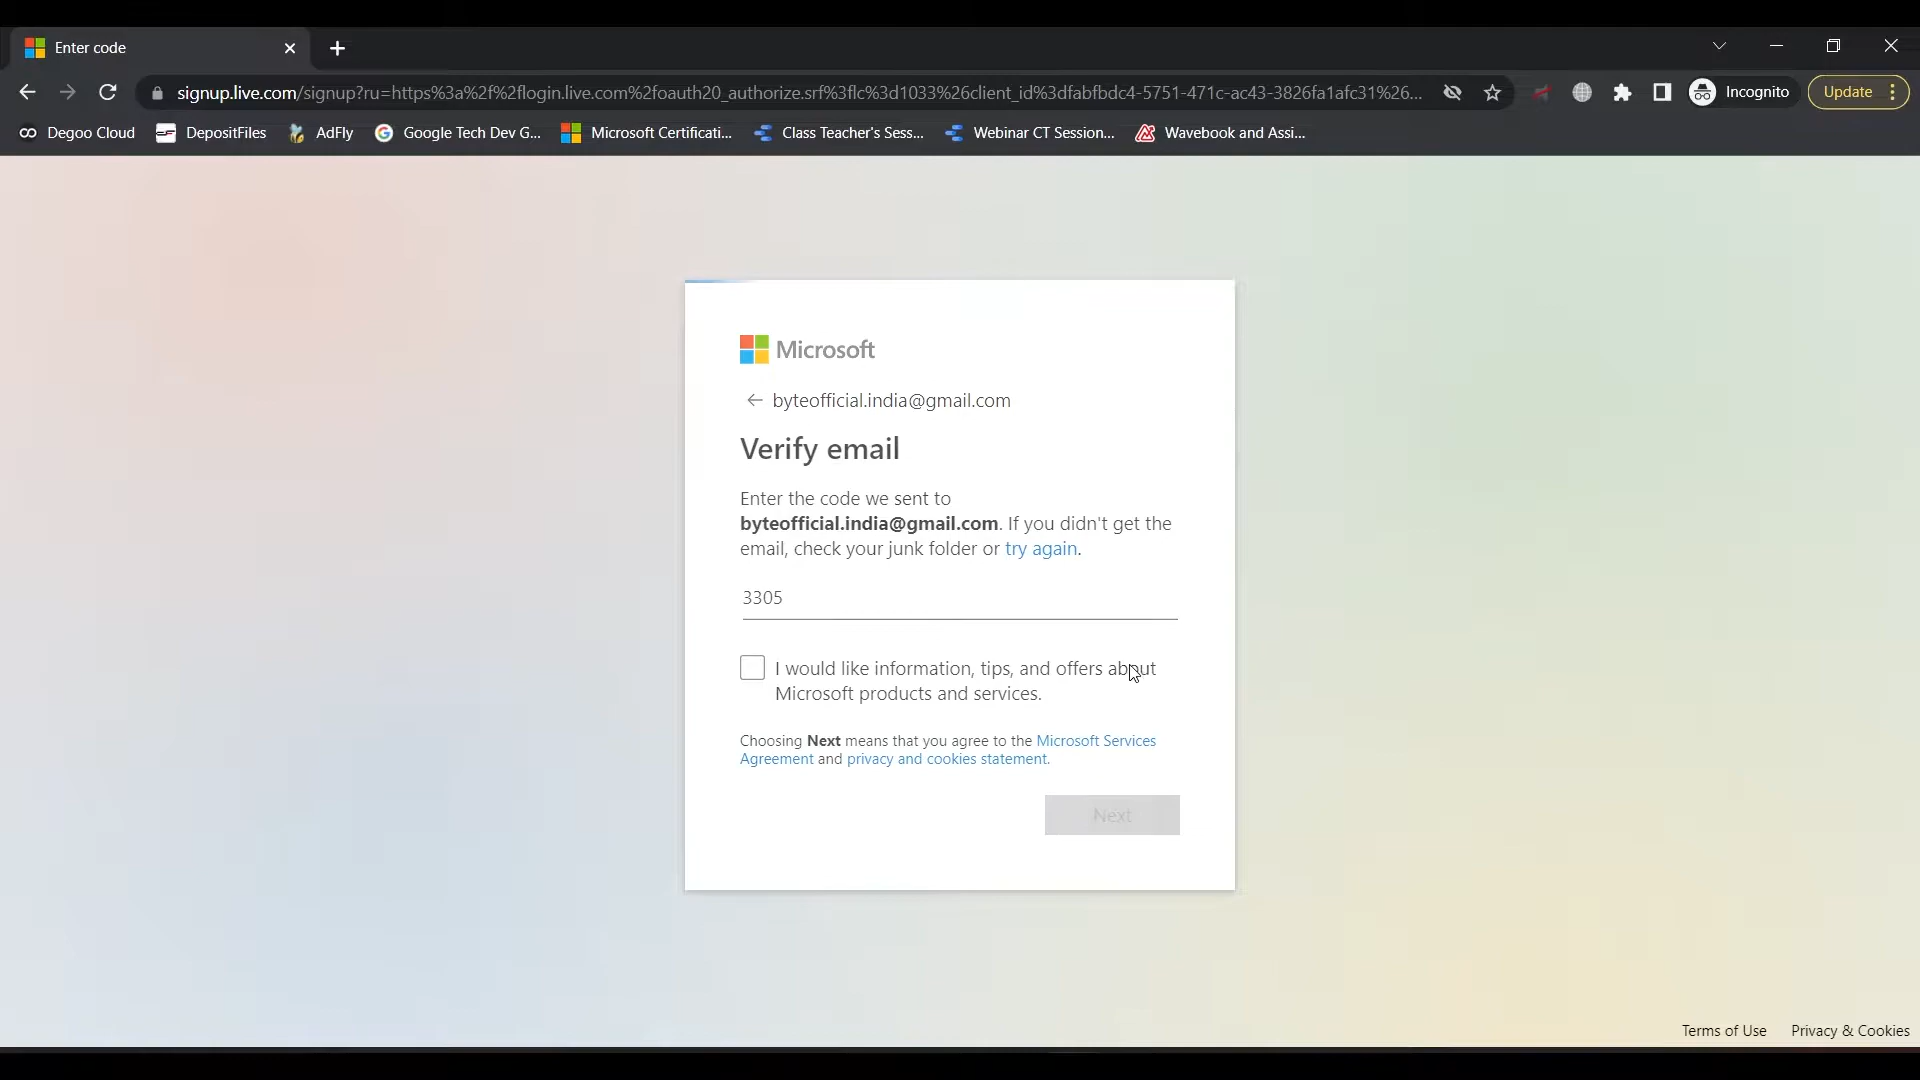 Enter code
signup.live.com/signup?ru=https%3a%2f%2flogin.live.com%2foauth20_authorize.srf%3flc%3d1033%26client_id%3dfabfbdc4-5751-471c-ac43-3826fa1afc31%26...
Incognito
Update
Degoo Cloud
DepositFiles
AdFly
Google Tech Dev G...
Microsoft Certificati...
Class Teacher's Sess...
Webinar CT Session...
Wavebook and Assi...
Microsoft
byteofficial.india@gmail.com
Verify email
Enter the code we sent to
byteofficial.india@gmail.com. If you didn't get the
email, check your junk folder or try again.
3305
I would like information, tips, and offers about
Microsoft products and services.
Choosing Next means that you agree to the Microsoft Services
Agreement and privacy and cookies statement.
Next
Terms of Use
Privacy & Cookies